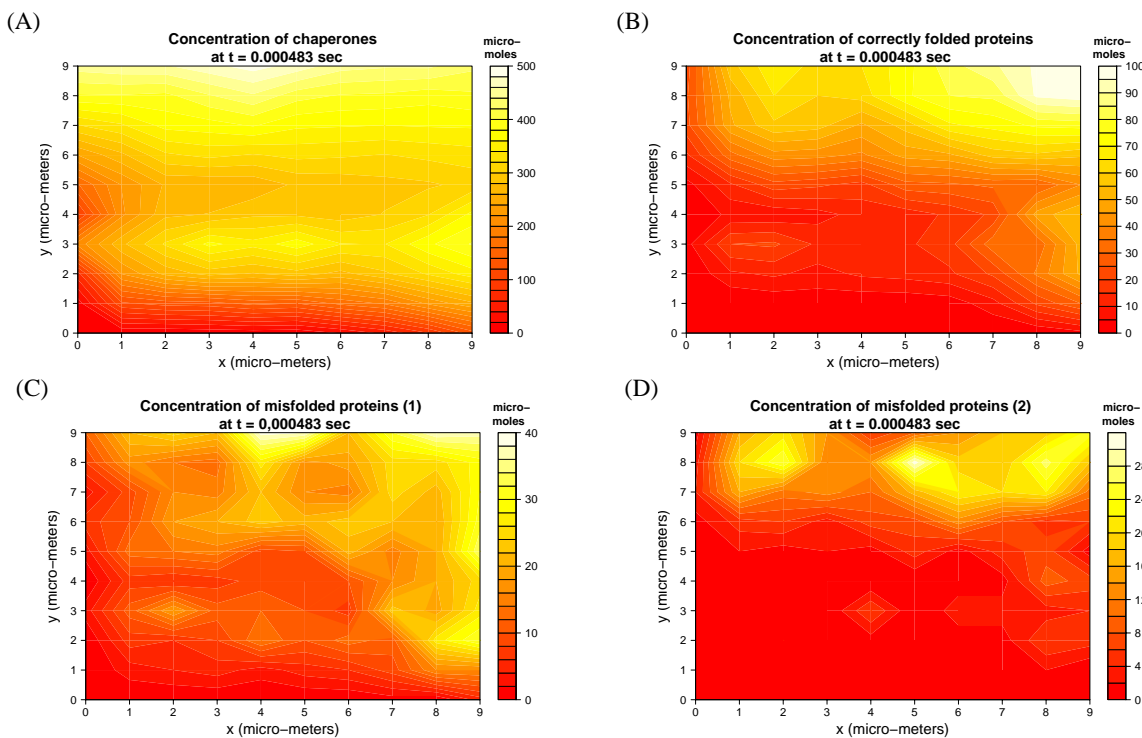 (A)
Concentration of chaperones
at t = 0.000483 sec
micro−
moles
9
8
7
6
5
4
3
2
1
0
y (micro−meters)
0 1 2 3 4 5 6 7 8 9
x (micro−meters)
500
400
300
200
100
0
(B)
Concentration of correctly folded proteins
at t = 0.000483 sec
micro−
moles
9
8
7
6
5
4
3
2
1
0
y (micro−meters)
0 1 2 3 4 5 6 7 8 9
x (micro−meters)
100
90
80
70
60
50
40
30
20
10
0
(C)
Concentration of misfolded proteins (1)
at t = 0,000483 sec
micro−
moles
9
8
7
6
5
4
3
2
1
0
y (micro−meters)
0 1 2 3 4 5 6 7 8 9
x (micro−meters)
40
30
20
10
0
(D)
Concentration of misfolded proteins (2)
at t = 0.000483 sec
micro−
moles
9
8
7
6
5
4
3
2
1
0
y (micro−meters)
0 1 2 3 4 5 6 7 8 9
x (micro−meters)
28
24
20
16
12
8
4
0